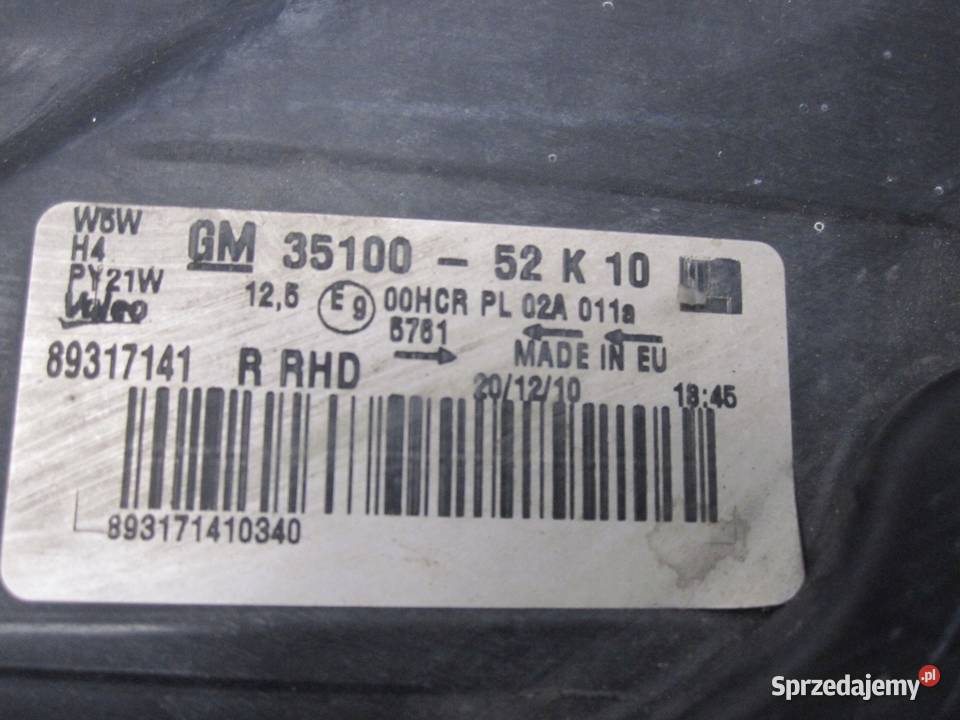 W5W
H4
PY21W
Valeo
GM 35100 - 52 K 10
12,5 E9 00HCR PL 02A 011a
5761
89317141 R RHD MADE IN EU
20/12/10 13:45
893171410340
Sprzedajemy.pl